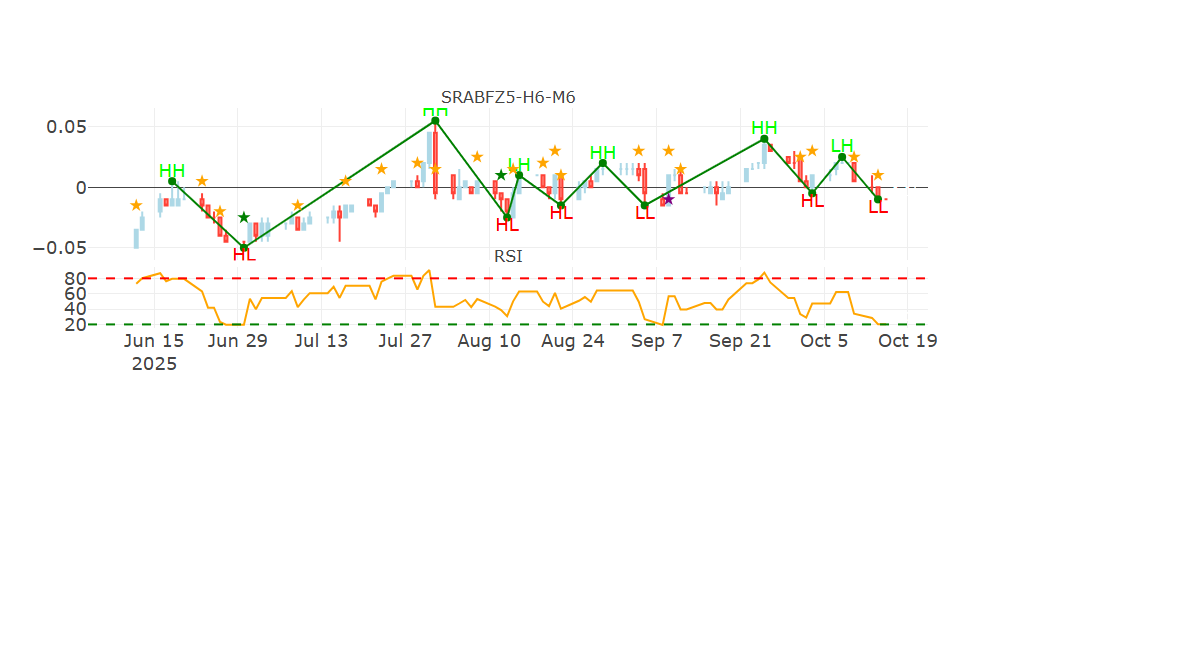 SRABFZ5-H6-M6
0.05
0
−0.05
HH
HH
LH
HH
HH
LH
HL
HL
HL
LL
HL
LL
RSI
80
60
40
20
Jun 15
2025
Jun 29
Jul 13
Jul 27
Aug 10
Aug 24
Sep 7
Sep 21
Oct 5
Oct 19